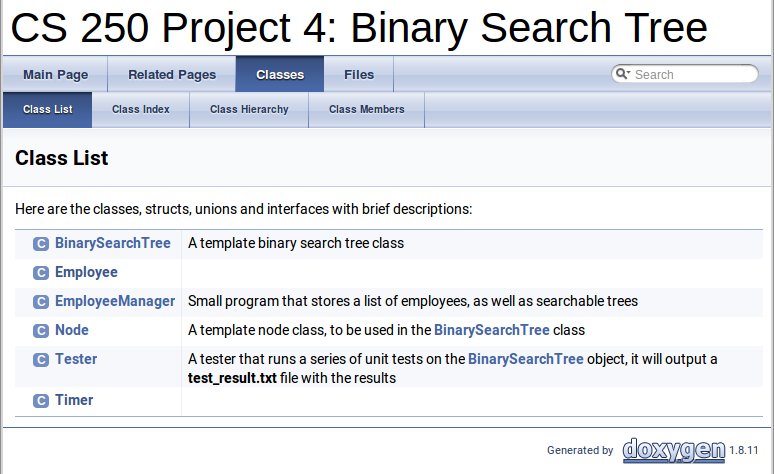 CS 250 Project 4: Binary Search Tree
Main Page Related Pages Classes Files Search
Class List Class Index Class Hierarchy Class Members
Class List
Here are the classes, structs, unions and interfaces with brief descriptions:
C BinarySearchTree A template binary search tree class
C Employee
C EmployeeManager Small program that stores a list of employees, as well as searchable trees
C Node A template node class, to be used in the BinarySearchTree class
C Tester A tester that runs a series of unit tests on the BinarySearchTree object, it will output a
test_result.txt file with the results
C Timer
Generated by doxygen 1.8.11